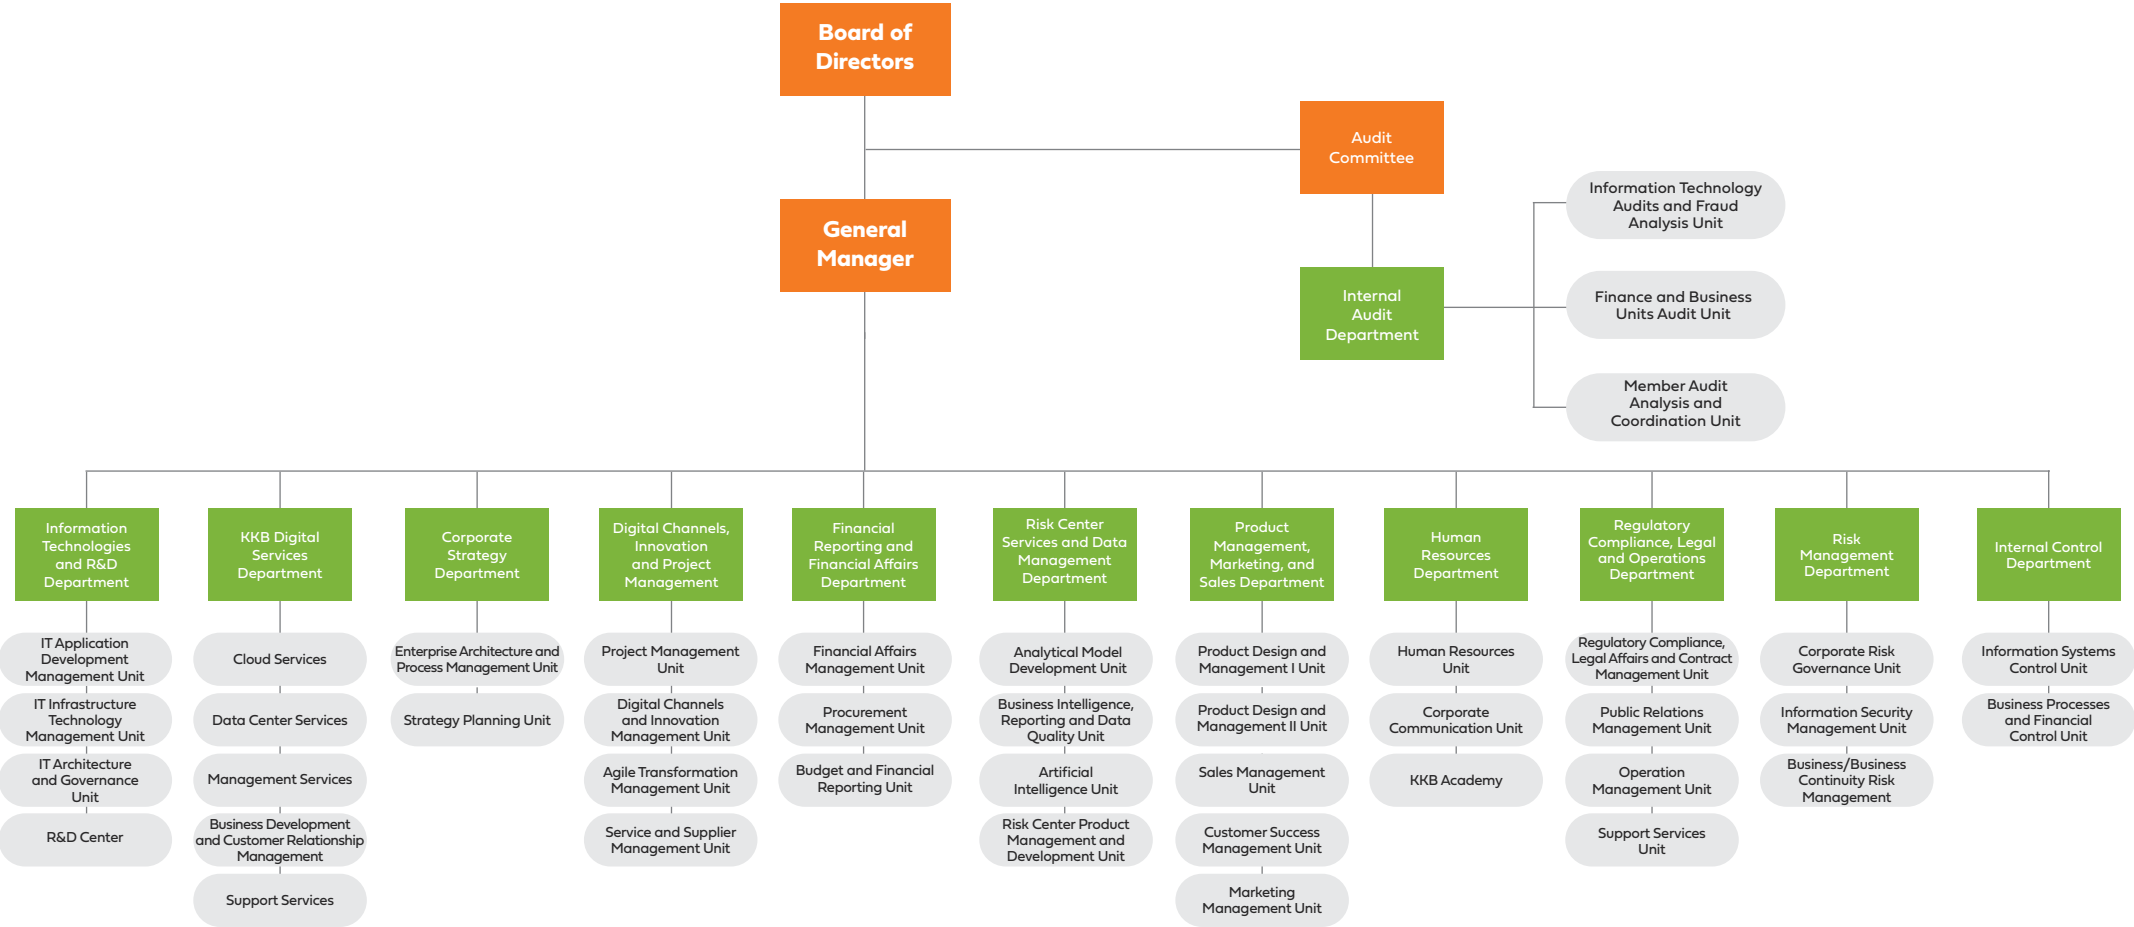 Board of
Directors
Audit
Committee
General
Manager
Information Technology
Audits and Fraud
Analysis Unit
Internal
Audit
Department
Finance and Business
Units Audit Unit
Member Audit
Analysis and
Coordination Unit
Information
Technologies
and R&D
Department
IT Application
Development
Management Unit
IT Infrastructure
Technology
Management Unit
IT Architecture
and Governance
Unit
R&D Center
KKB Digital
Services
Department
Cloud Services
Data Center Services
Management Services
Business Development
and Customer Relationship
Management
Support Services
Corporate
Strategy
Department
Enterprise Architecture and
Process Management Unit
Strategy Planning Unit
Digital Channels,
Innovation
and Project
Management
Project Management
Unit
Digital Channels
and Innovation
Management Unit
Agile Transformation
Management Unit
Service and Supplier
Management Unit
Financial
Reporting and
Financial Affairs
Department
Financial Affairs
Management Unit
Procurement
Management Unit
Budget and Financial
Reporting Unit
Risk Center
Services and Data
Management
Department
Analytical Model
Development Unit
Business Intelligence,
Reporting and Data
Quality Unit
Artificial
Intelligence Unit
Risk Center Product
Management and
Development Unit
Product
Management,
Marketing, and
Sales Department
Product Design and
Management I Unit
Product Design and
Management II Unit
Sales Management
Unit
Customer Success
Management Unit
Marketing
Management Unit
Human
Resources
Department
Human Resources
Unit
Corporate
Communication Unit
KKB Academy
Regulatory
Compliance, Legal
and Operations
Department
Regulatory Compliance,
Legal Affairs and Contract
Management Unit
Public Relations
Management Unit
Operation
Management Unit
Support Services
Unit
Risk
Management
Department
Corporate Risk
Governance Unit
Information Security
Management Unit
Business/Business
Continuity Risk
Management
Internal Control
Department
Information Systems
Control Unit
Business Processes
and Financial
Control Unit